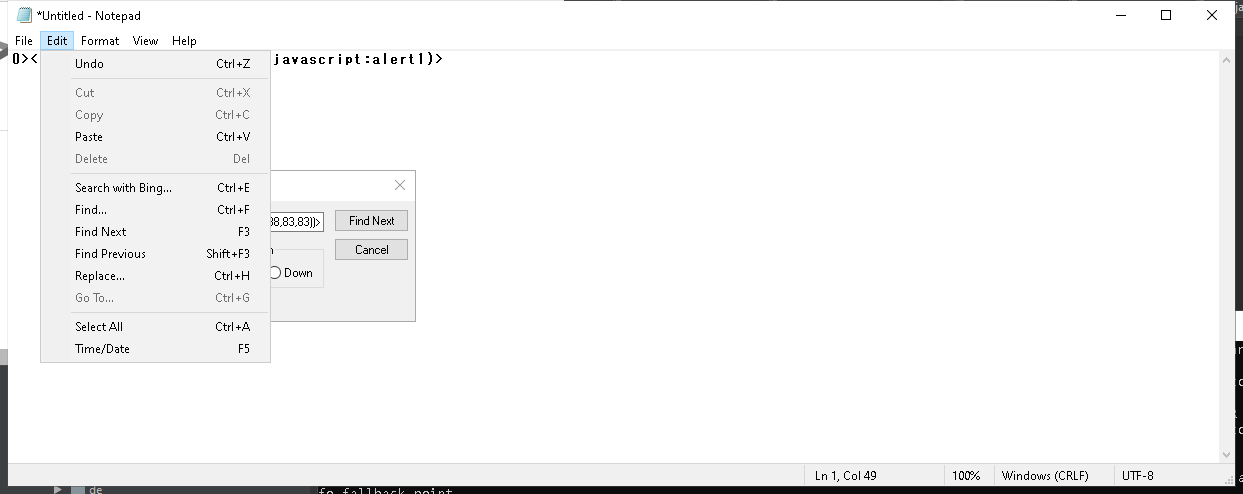 *Untitled - Notepad
File Edit Format View Help
0><
javascript:alert1)>
Undo Ctrl+Z
Cut Ctrl+X
Copy Ctrl+C
Paste Ctrl+V
Delete Del
Search with Bing... Ctrl+E
Find... Ctrl+F
Find Next F3
Find Previous Shift+F3
Replace... Ctrl+H
Go To... Ctrl+G
Select All Ctrl+A
Time/Date F5
88,83,83))>
Find Next
Cancel
Down
Ln 1, Col 49
100%
Windows (CRLF)
UTF-8
de
fo fallback point